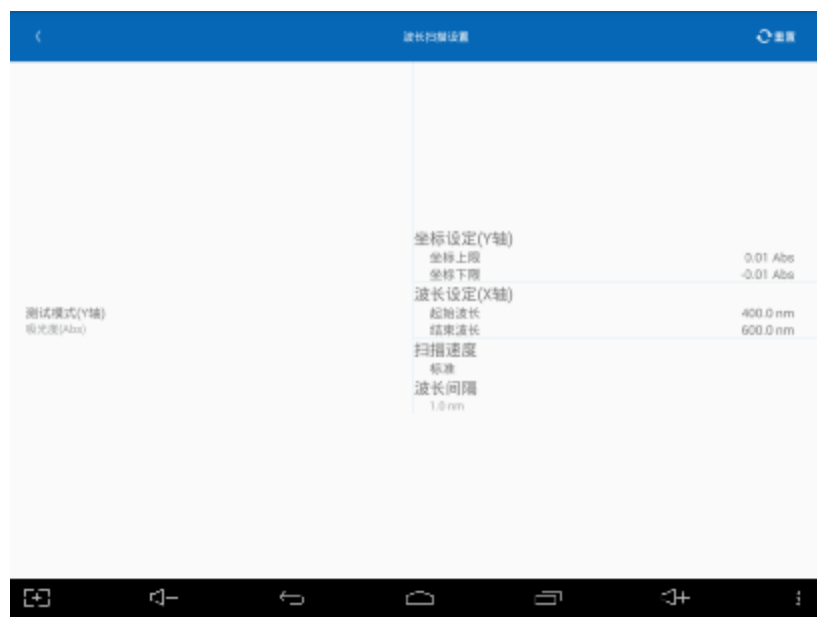 波长扫描设置
重置
测试模式(Y轴)
吸光度(Abs)
坐标设定(Y轴)
坐标上限 0.01 Abs
坐标下限 -0.01 Abs
波长设定(X轴)
起始波长 400.0 nm
结束波长 600.0 nm
扫描速度
标准
波长间隔
1.0 nm